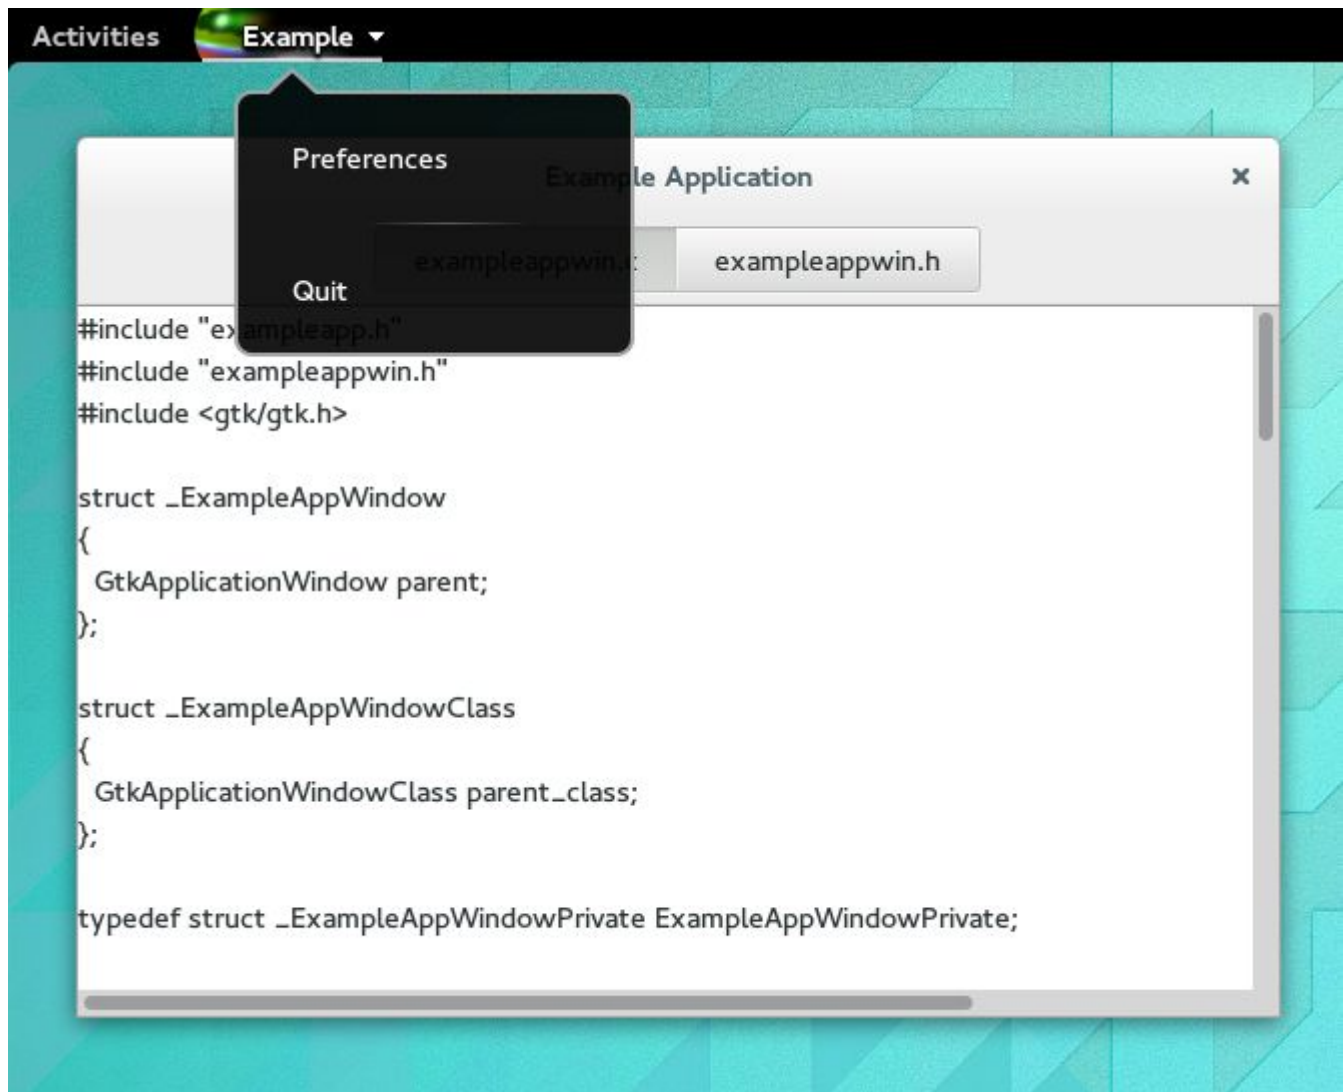 Activities Example
Preferences
Quit
Example Application
exampleappwin.c exampleappwin.h
#include "exampleapp.h"
#include "exampleappwin.h"
#include <gtk/gtk.h>
struct _ExampleAppWindow
{
GtkApplicationWindow parent;
};
struct _ExampleAppWindowClass
{
GtkApplicationWindowClass parent_class;
};
typedef struct _ExampleAppWindowPrivate ExampleAppWindowPrivate;